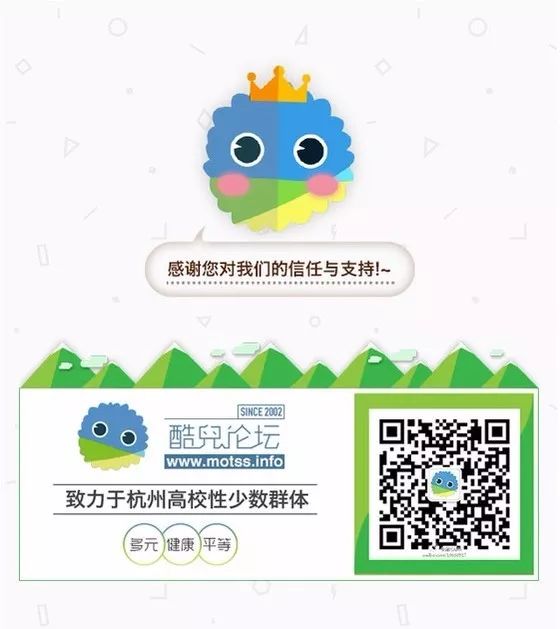 感谢您对我们的信任与支持!~
SINCE 2002
酷兒论坛
www.motss.info
致力于杭州高校性少数群体
多元 健康 平等